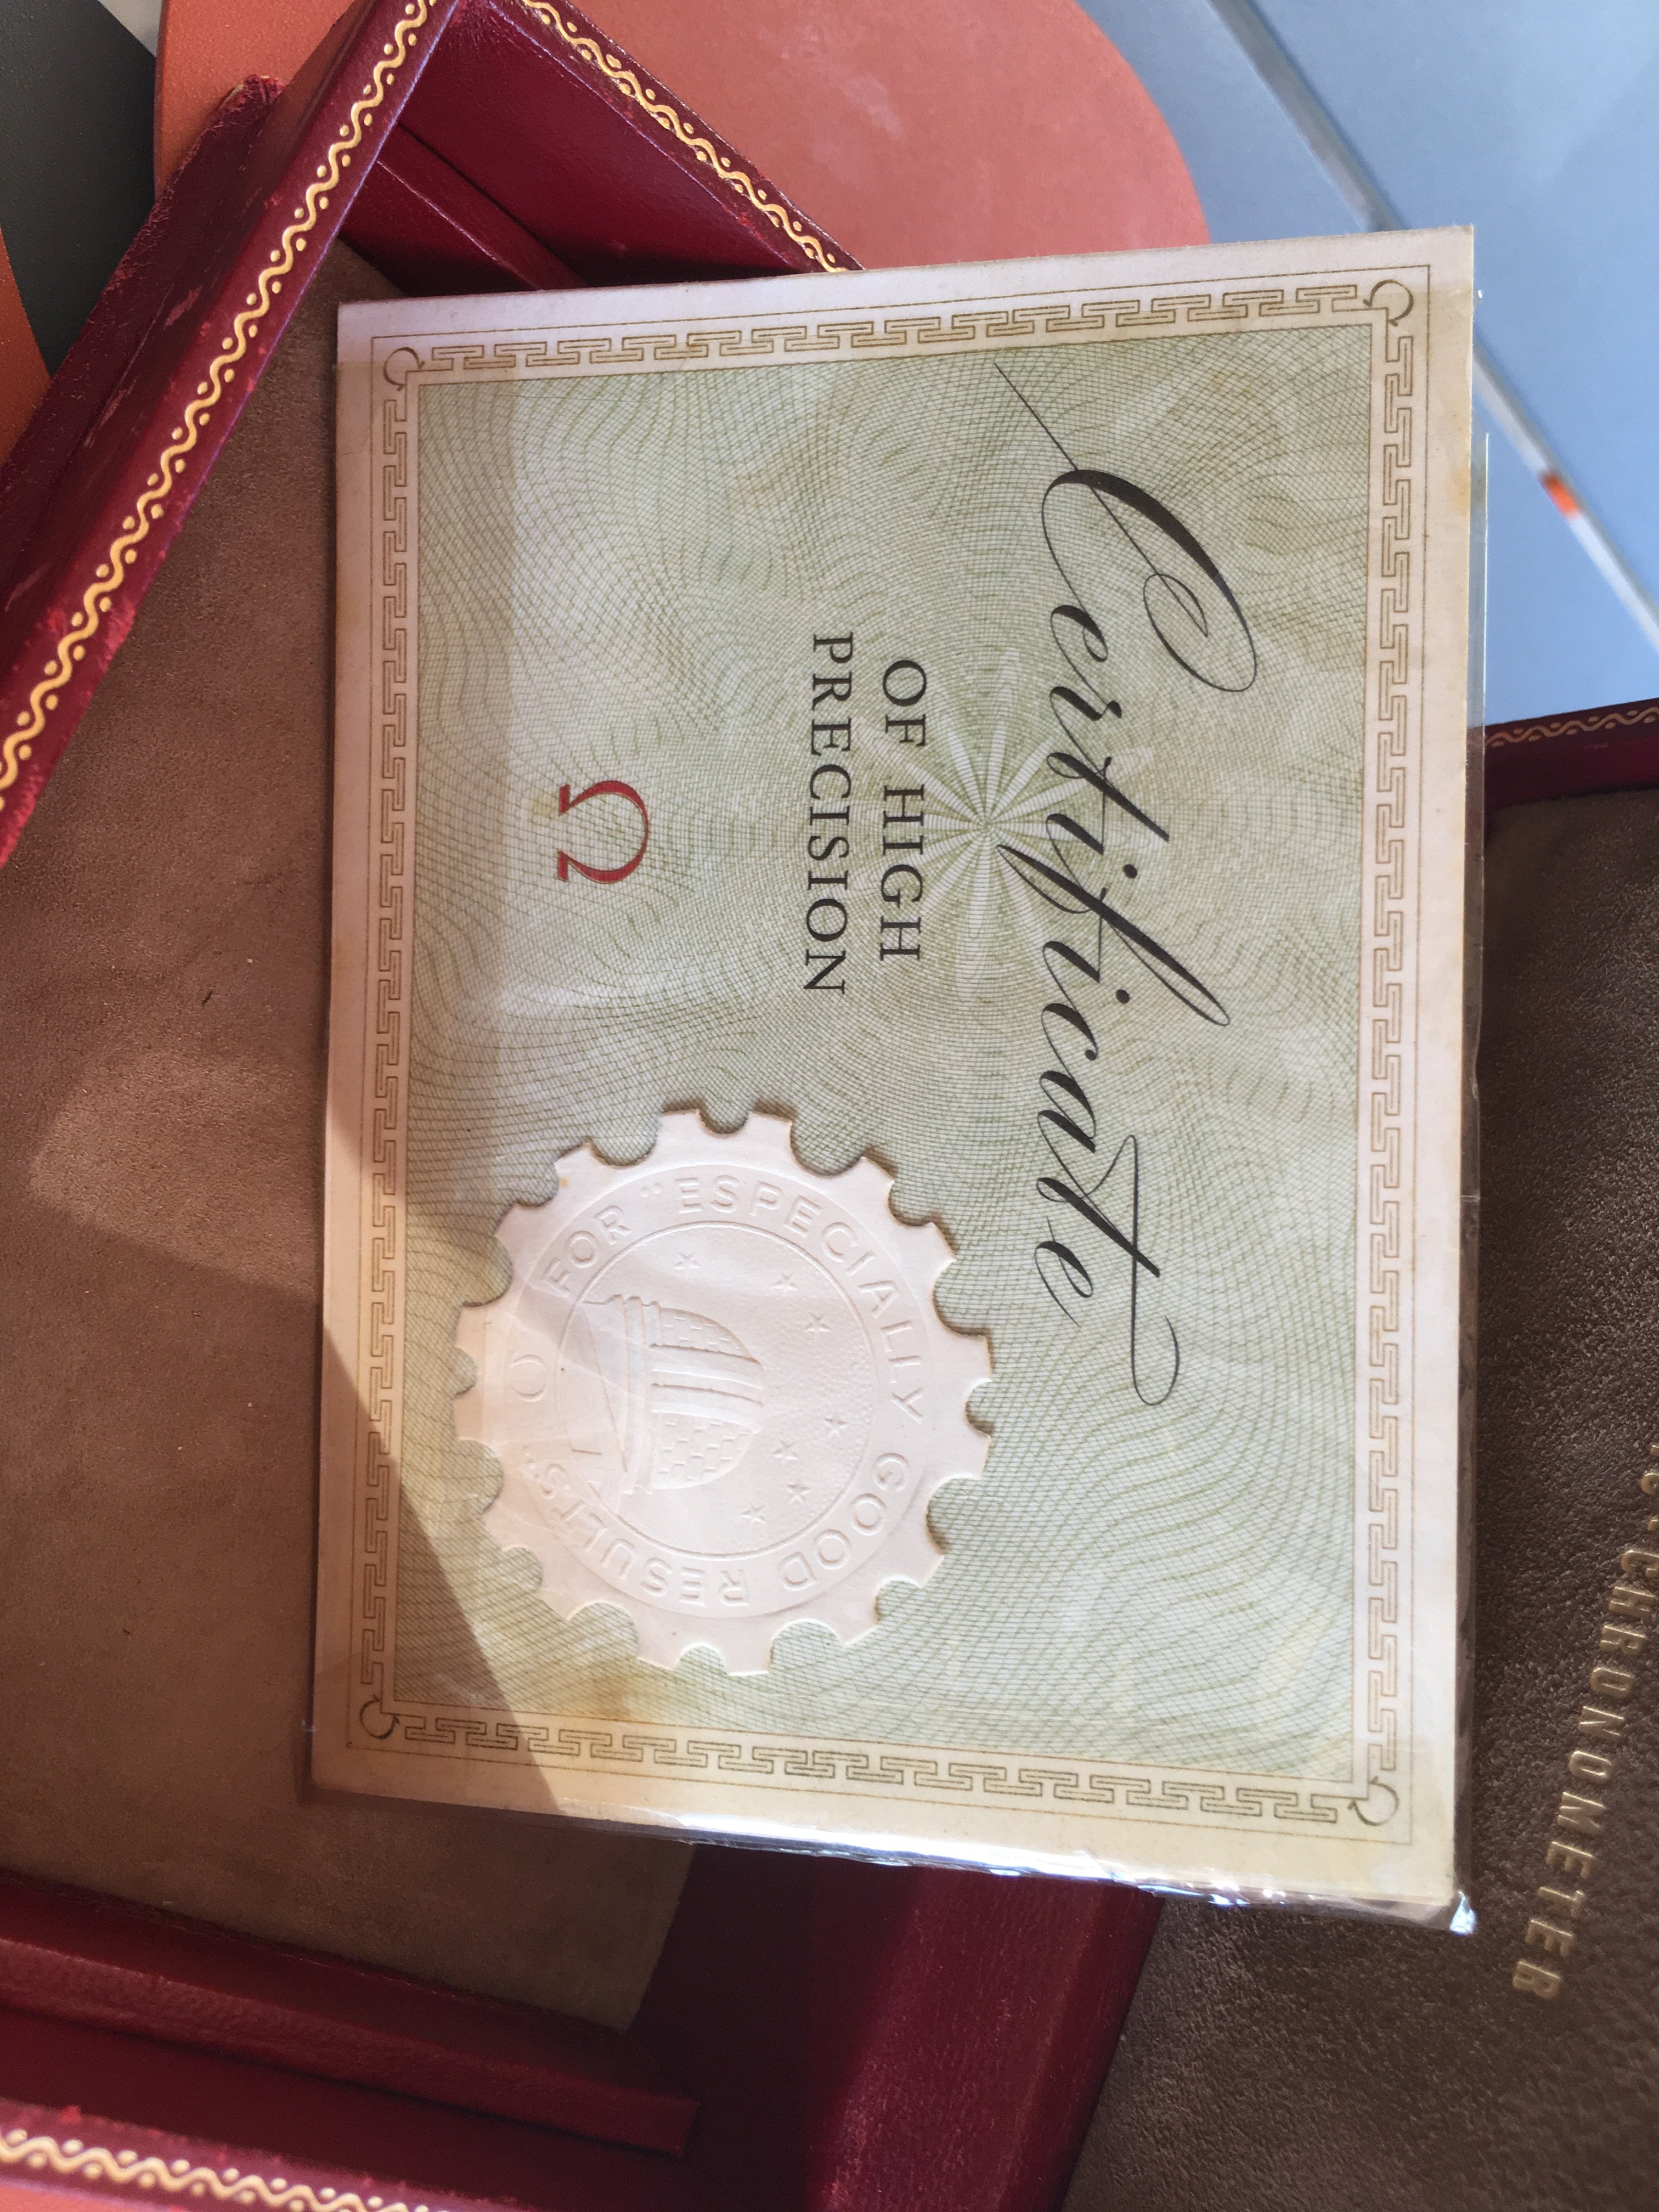 Certificate
OF HIGH
PRECISION
Ω
FOR "ESPECIALLY GOOD RESULTS"
Ω
CHRONOMETER